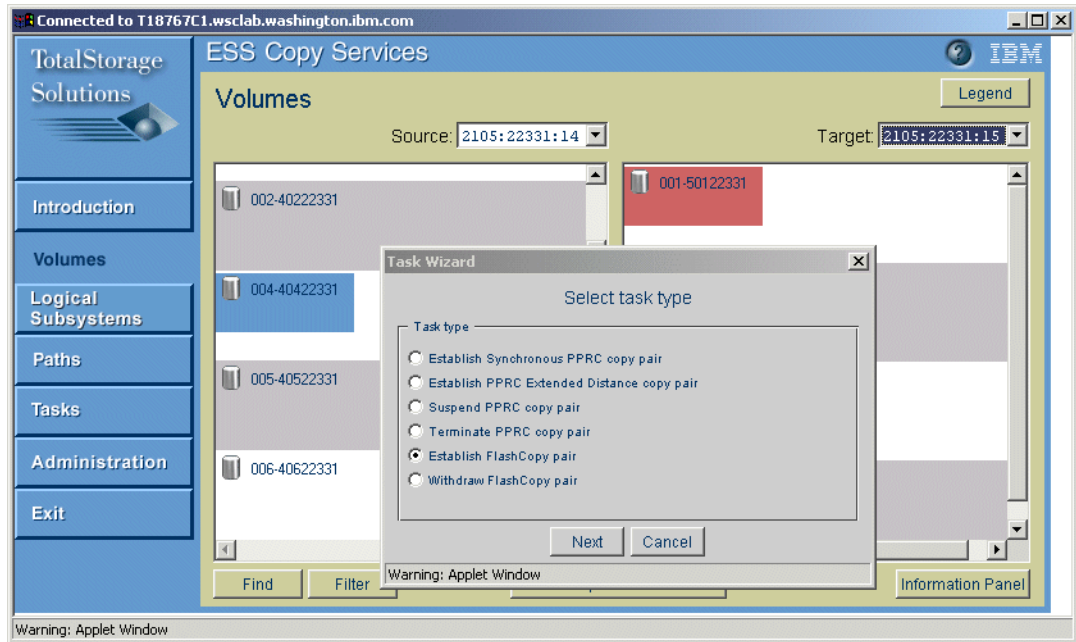 Connected to T18767C1.wsclab.washington.ibm.com
TotalStorage
Solutions
ESS Copy Services
? IBM
Volumes
Legend
Source: 2105:22331:14
Target: 2105:22331:15
Introduction
Volumes
Logical
Subsystems
Paths
Tasks
Administration
Exit
002-40222331
004-40422331
005-40522331
006-40622331
001-50122331
Task Wizard
Select task type
Task type
Establish Synchronous PPRC copy pair
Establish PPRC Extended Distance copy pair
Suspend PPRC copy pair
Terminate PPRC copy pair
Establish FlashCopy pair
Withdraw FlashCopy pair
Next
Cancel
Warning: Applet Window
Find
Filter
Information Panel
Warning: Applet Window